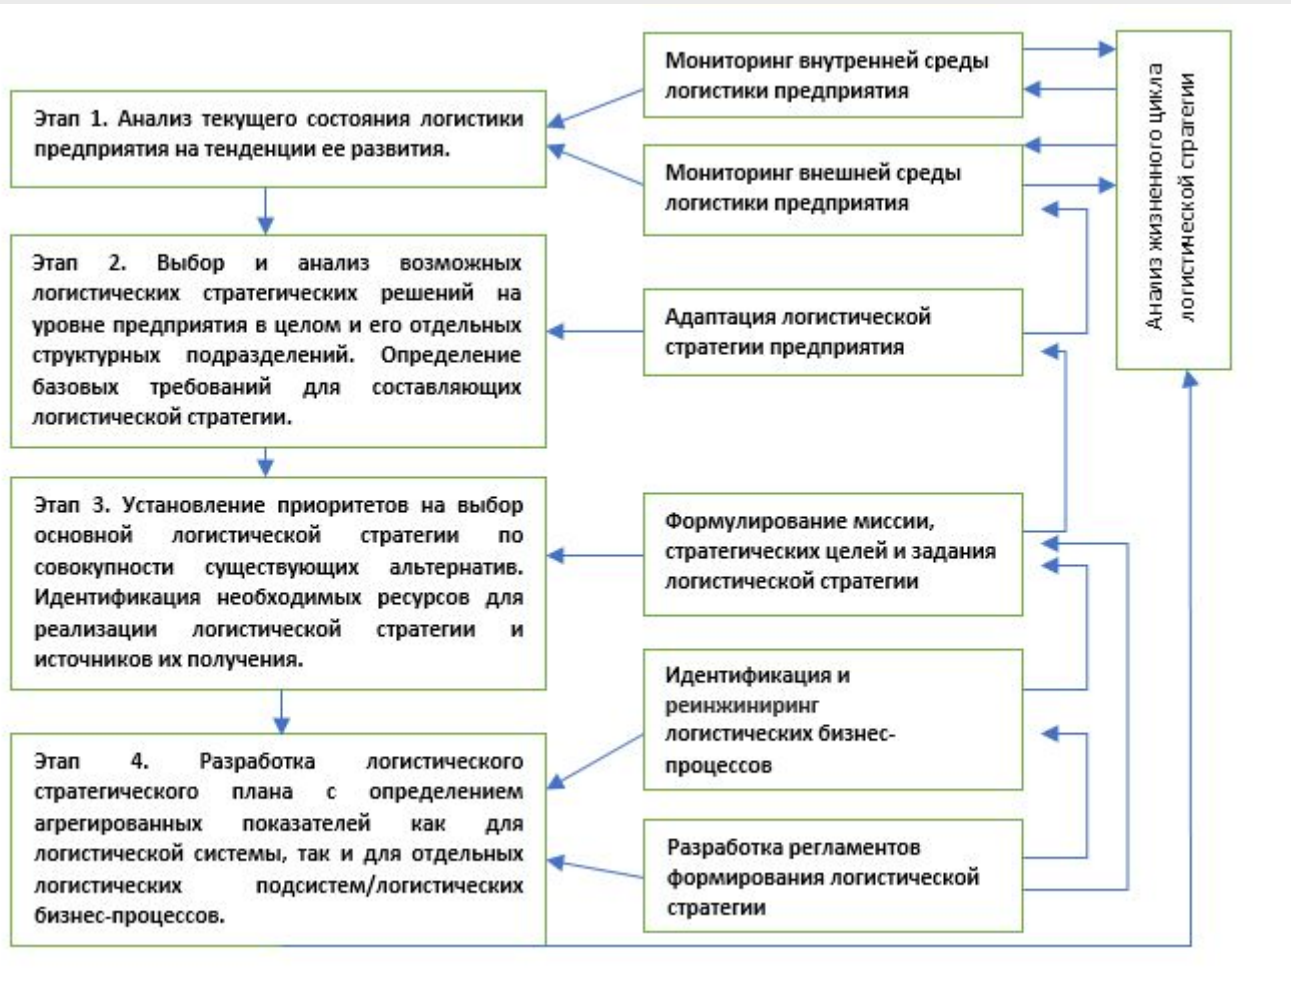 Этап 1. Анализ текущего состояния логистики
предприятия на тенденции ее развития.
Этап 2. Выбор и анализ возможных
логистических стратегических решений на
уровне предприятия в целом и его отдельных
структурных подразделений. Определение
базовых требований для составляющих
логистической стратегии.
Этап 3. Установление приоритетов на выбор
основной логистической стратегии по
совокупности существующих альтернатив.
Идентификация необходимых ресурсов для
реализации логистической стратегии и
источников их получения.
Этап 4. Разработка логистического
стратегического плана с определением
агрегированных показателей как для
логистической системы, так и для отдельных
логистических подсистем/логистических
бизнес-процессов.
Мониторинг внутренней среды
логистики предприятия
Мониторинг внешней среды
логистики предприятия
Адаптация логистической
стратегии предприятия
Формулирование миссии,
стратегических целей и задания
логистической стратегии
Идентификация и
реинжиниринг
логистических бизнес-
процессов
Разработка регламентов
формирования логистической
стратегии
Анализ жизненного цикла
логистической стратегии